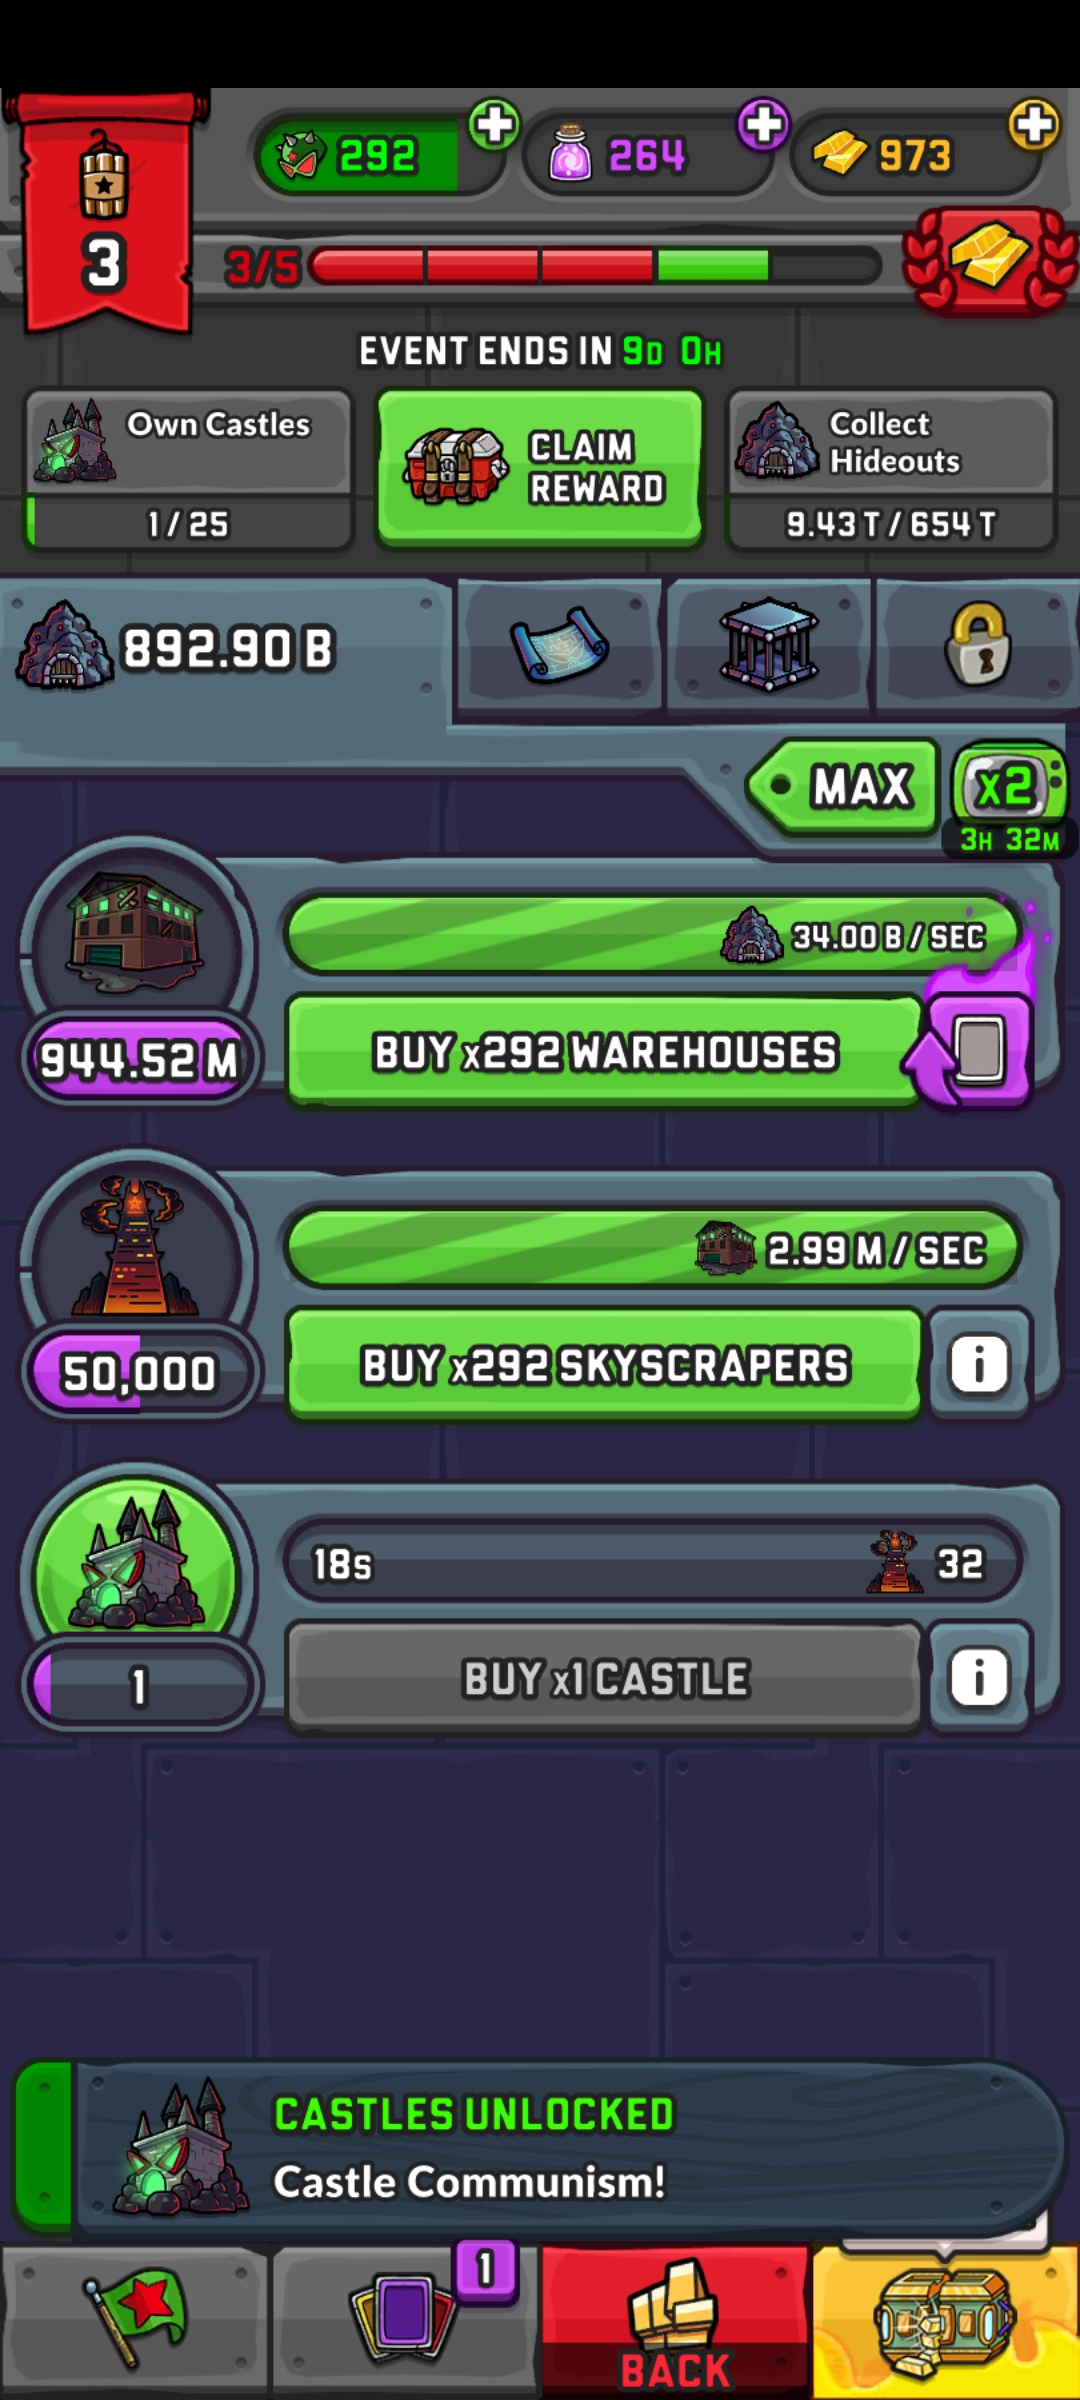 292
264
973
3
3/5
EVENT ENDS IN 9D 0H
Own Castles
1 / 25
CLAIM
REWARD
Collect
Hideouts
9.43 T / 654 T
892.90 B
MAX
x2
3H 32M
34.00 B / SEC
944.52 M
BUY x292 WAREHOUSES
2.99 M / SEC
50,000
BUY x292 SKYSCRAPERS
i
18s
32
1
BUY x1 CASTLE
i
CASTLES UNLOCKED
Castle Communism!
1
BACK